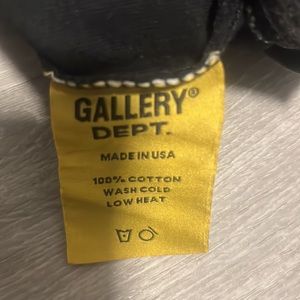 GALLERY®
DEPT.
MADE IN USA
100% COTTON
WASH COLD
LOW HEAT